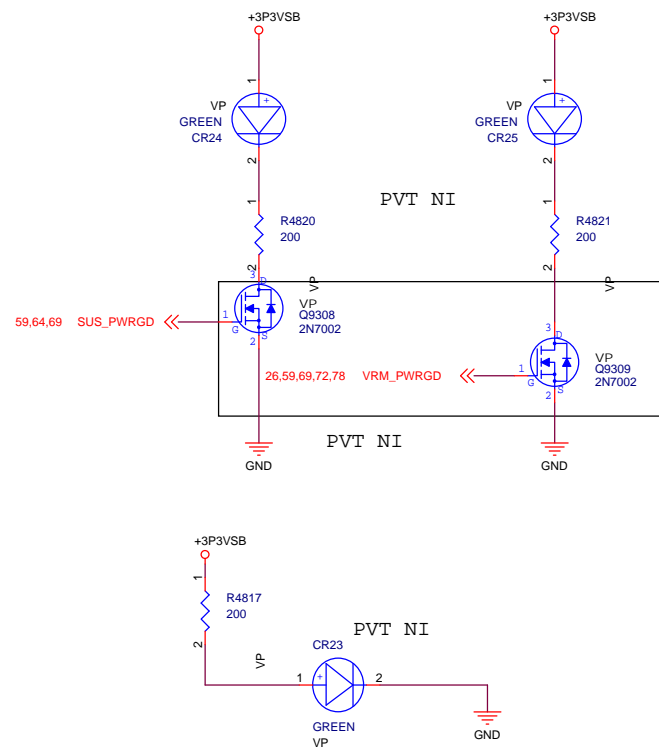 +3P3VSB
+3P3VSB
1
1
VP
+
GREEN
CR24
VP
+
GREEN
CR25
2
2
PVT NI
1
R4820
200
2
1
R4821
200
2
VP
VP
3
D
VP
Q9308
2N7002
59,64,69 SUS_PWRGD
1
G
S
2
3
D
VP
Q9309
2N7002
26,59,69,72,78 VRM_PWRGD
1
G
S
2
PVT NI
GND
GND
+3P3VSB
1
R4817
200
2
PVT NI
VP
CR23
1
+
2
GREEN
VP
GND